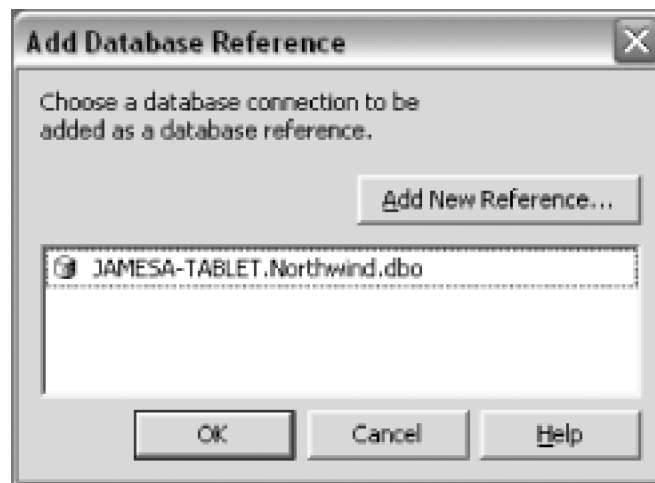 Add Database Reference
Choose a database connection to be
added as a database reference.
Add New Reference...
JAMESA-TABLET.Northwind.dbo
OK
Cancel
Help